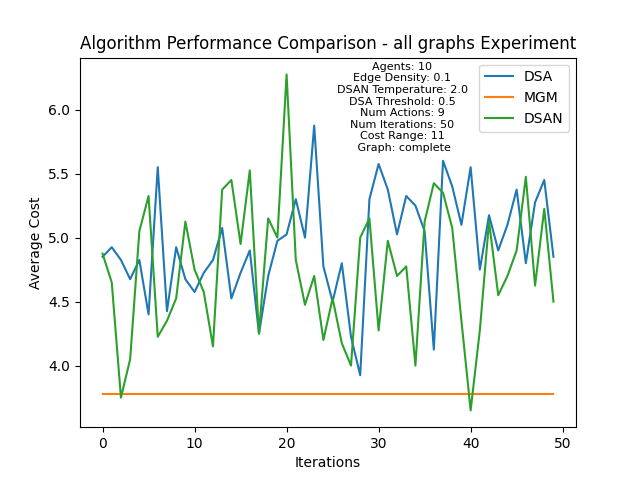 Algorithm Performance Comparison - all graphs Experiment
Agents: 10
Edge Density: 0.1
DSAN Temperature: 2.0
DSA Threshold: 0.5
Num Actions: 9
Num Iterations: 50
Cost Range: 11
Graph: complete
DSA
MGM
DSAN
Average Cost
6.0
5.5
5.0
4.5
4.0
0 10 20 30 40 50
Iterations